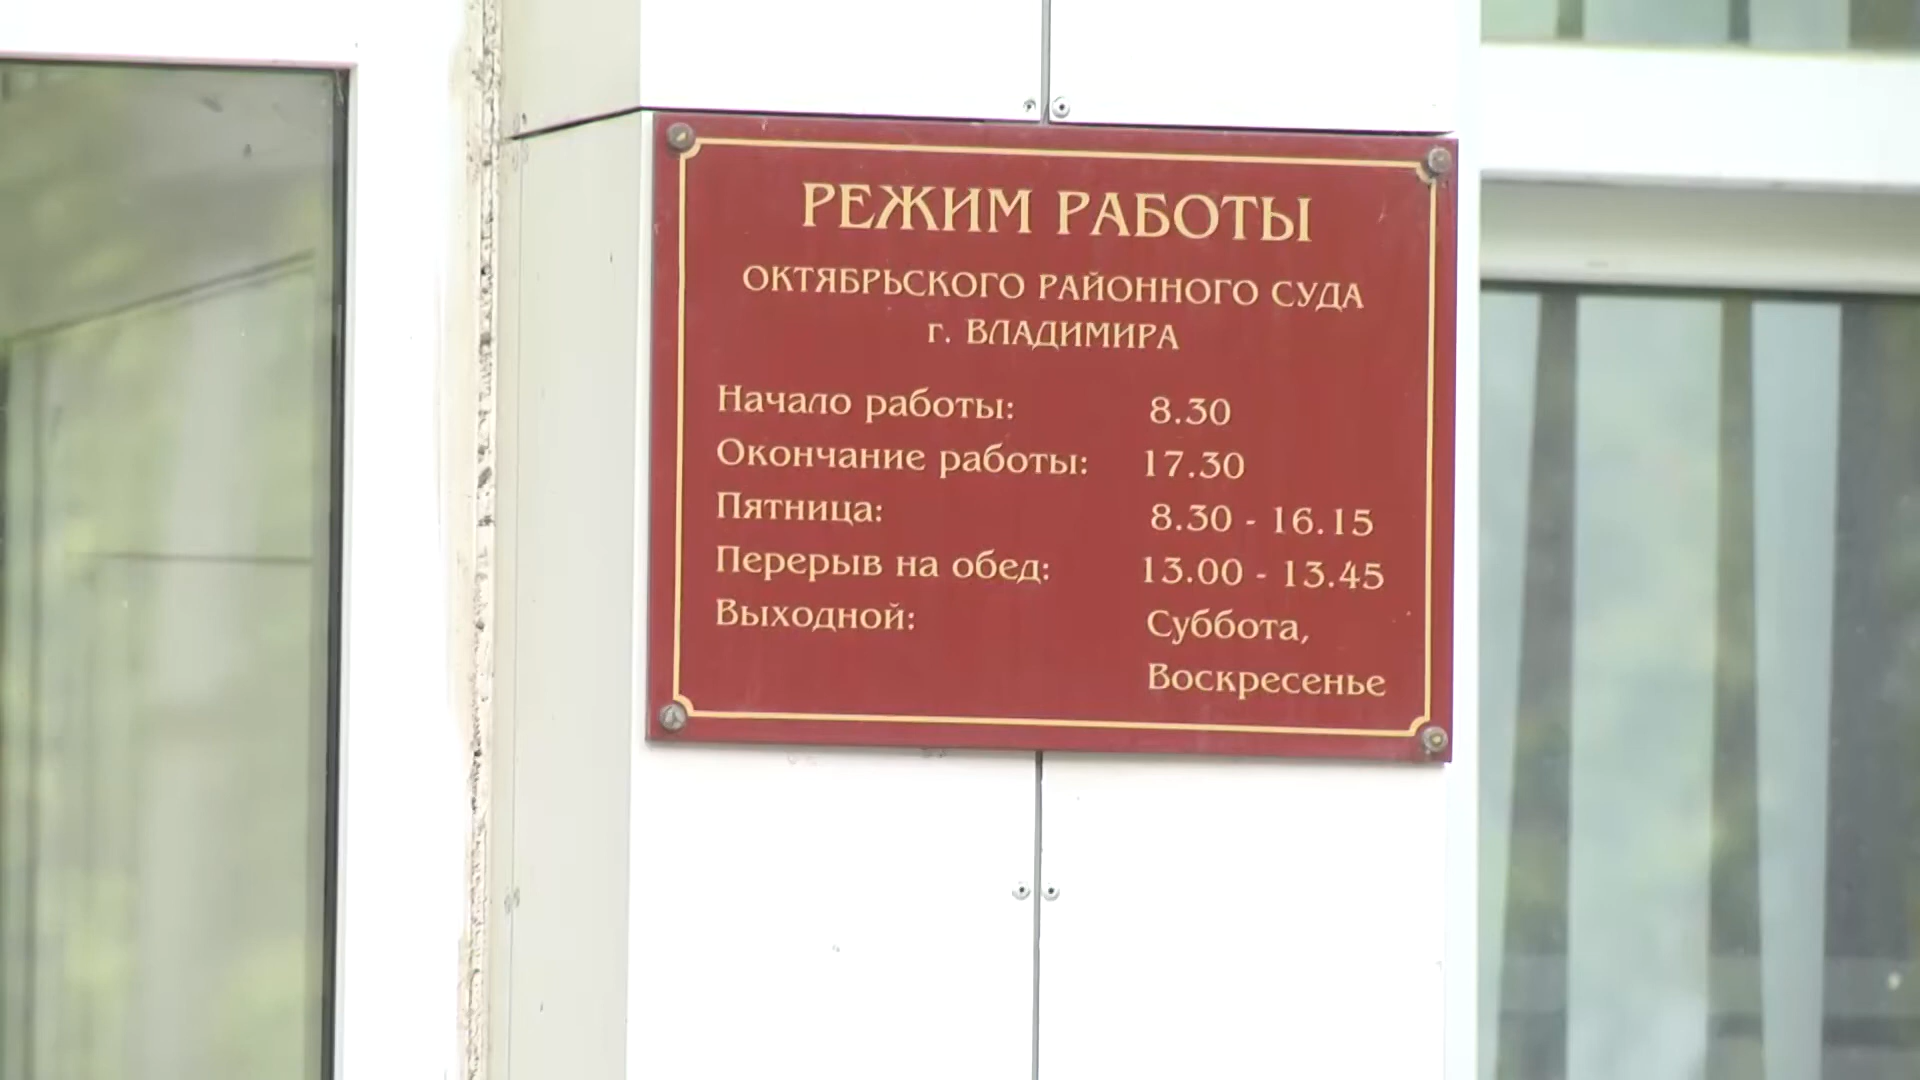 РЕЖИМ РАБОТЫ
ОКТЯБРЬСКОГО РАЙОННОГО СУДА
г. ВЛАДИМИРА
Начало работы: 8.30
Окончание работы: 17.30
Пятница: 8.30 - 16.15
Перерыв на обед: 13.00 - 13.45
Выходной: Суббота,
Воскресенье